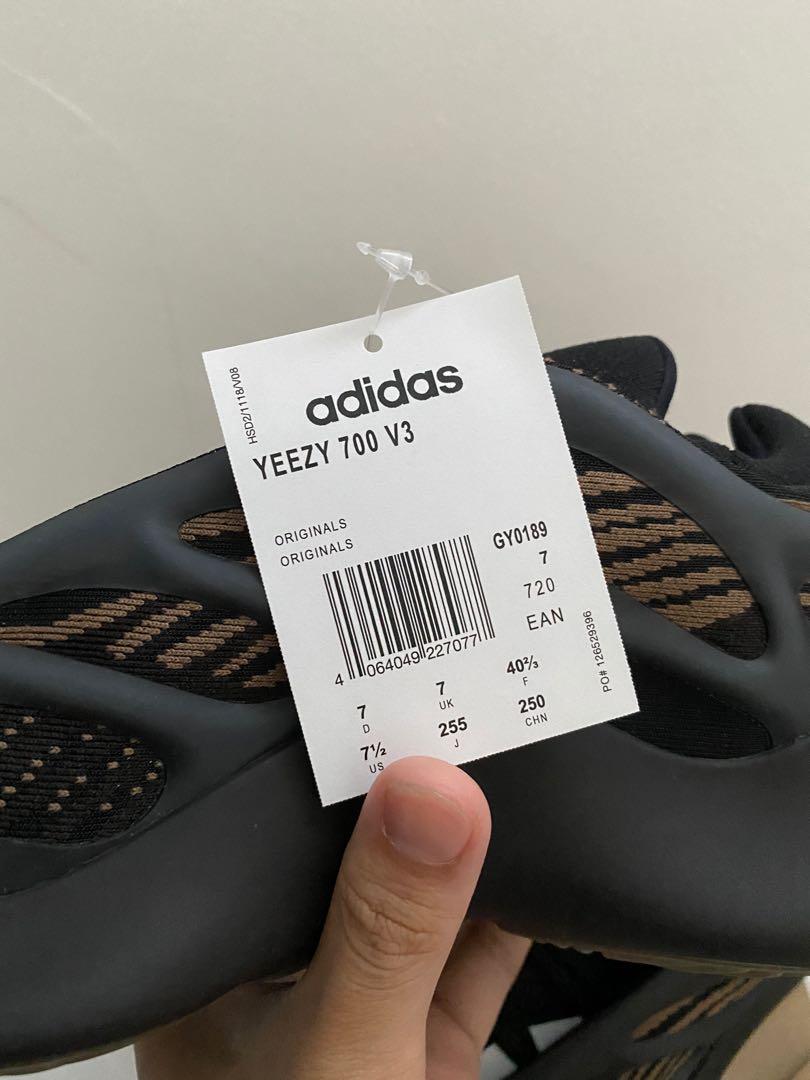 HSD2/1118/V08
adidas
YEEZY 700 V3
ORIGINALS
ORIGINALS
GY0189
7
720
EAN
4 064049 227077
PO# 126529396
7 7 40⅔
D UK F
7½ 255 250
US J CHN